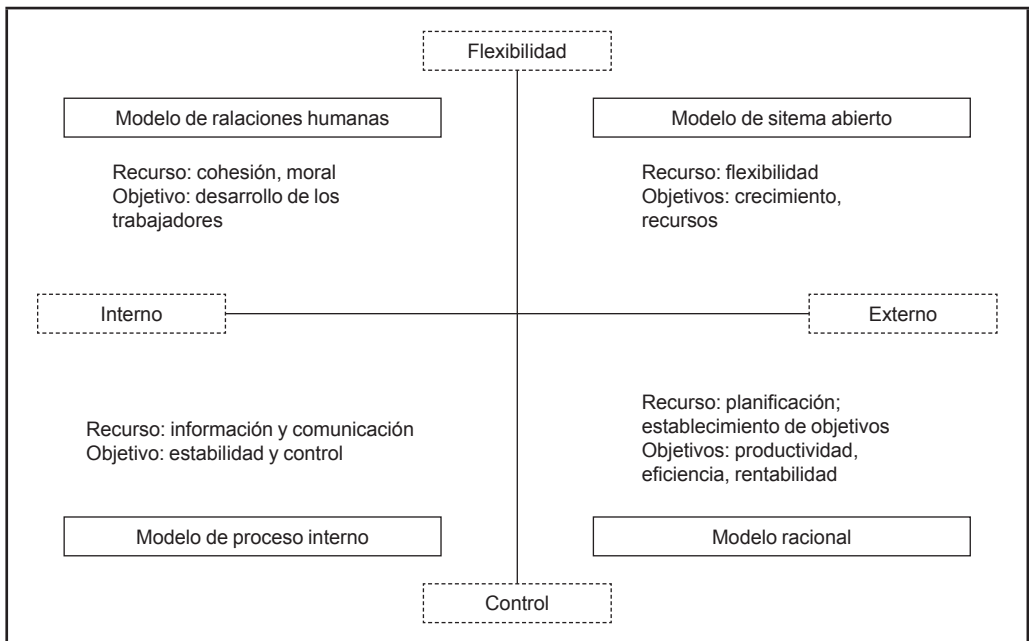 Flexibilidad
Modelo de ralaciones humanas
Recurso: cohesión, moral
Objetivo: desarrollo de los
trabajadores
Modelo de sitema abierto
Recurso: flexibilidad
Objetivos: crecimiento,
recursos
Interno
Externo
Recurso: información y comunicación
Objetivo: estabilidad y control
Modelo de proceso interno
Recurso: planificación;
establecimiento de objetivos
Objetivos: productividad,
eficiencia, rentabilidad
Modelo racional
Control